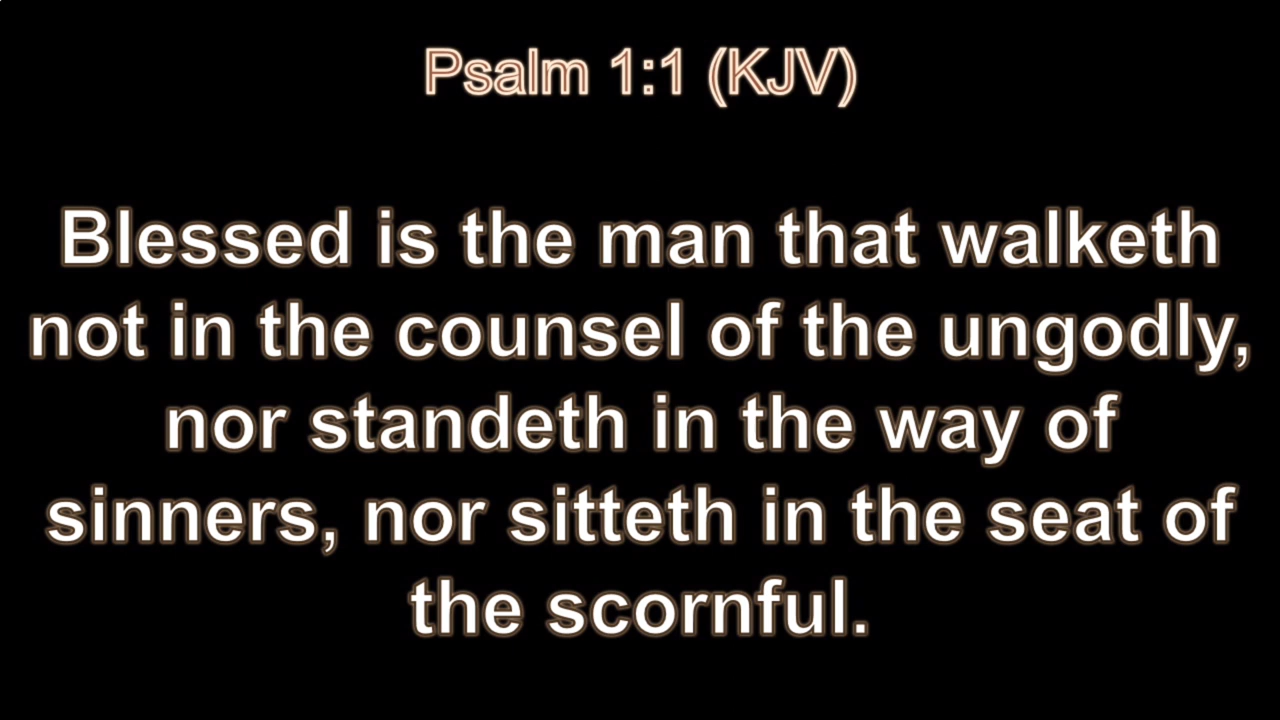 Psalm 1:1 (KJV)
Blessed is the man that walketh
not in the counsel of the ungodly,
nor standeth in the way of
sinners, nor sitteth in the seat of
the scornful.